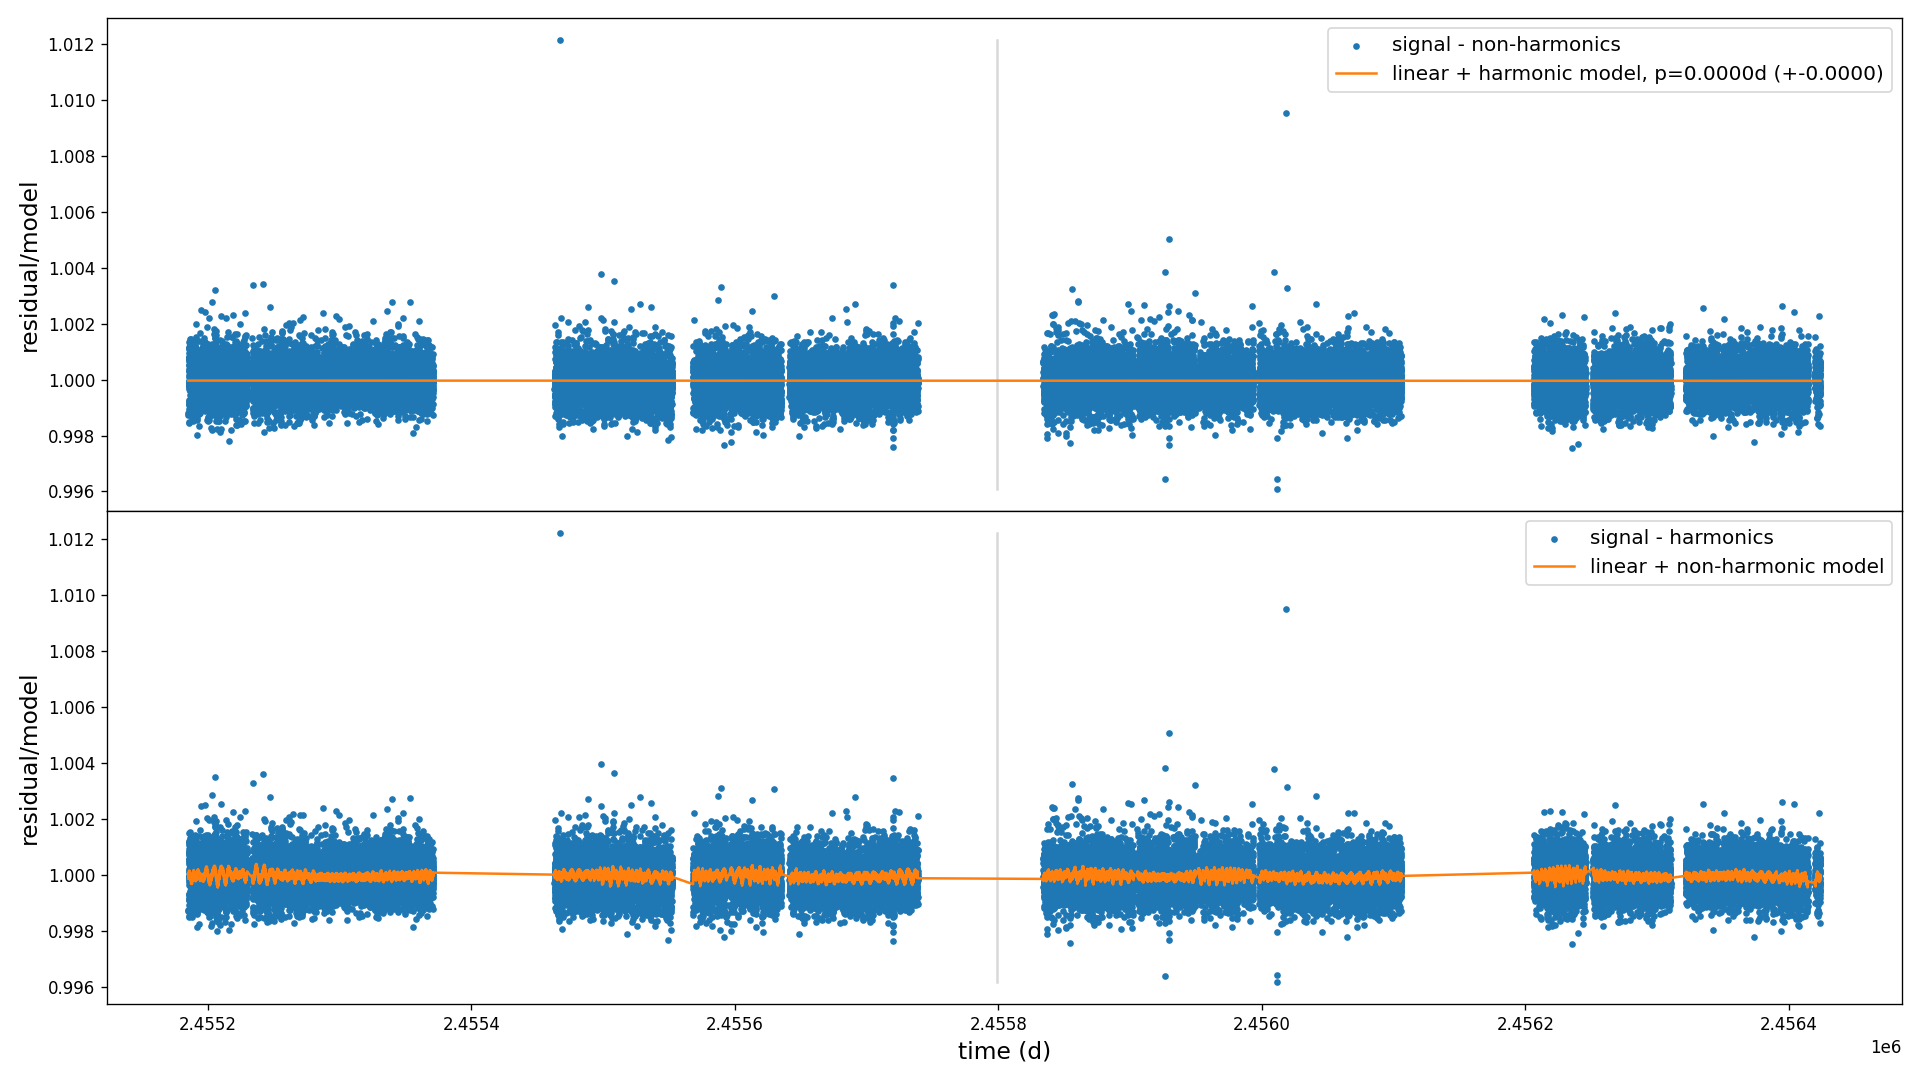 1.012
1.010
1.008
1.006
1.004
1.002
1.000
0.998
0.996
residual/model
signal - non-harmonics
linear + harmonic model, p=0.0000d (+-0.0000)
1.012
1.010
1.008
1.006
1.004
1.002
1.000
0.998
0.996
residual/model
signal - harmonics
linear + non-harmonic model
2.4552 2.4554 2.4556 2.4558 2.4560 2.4562 2.4564
1e6
time (d)